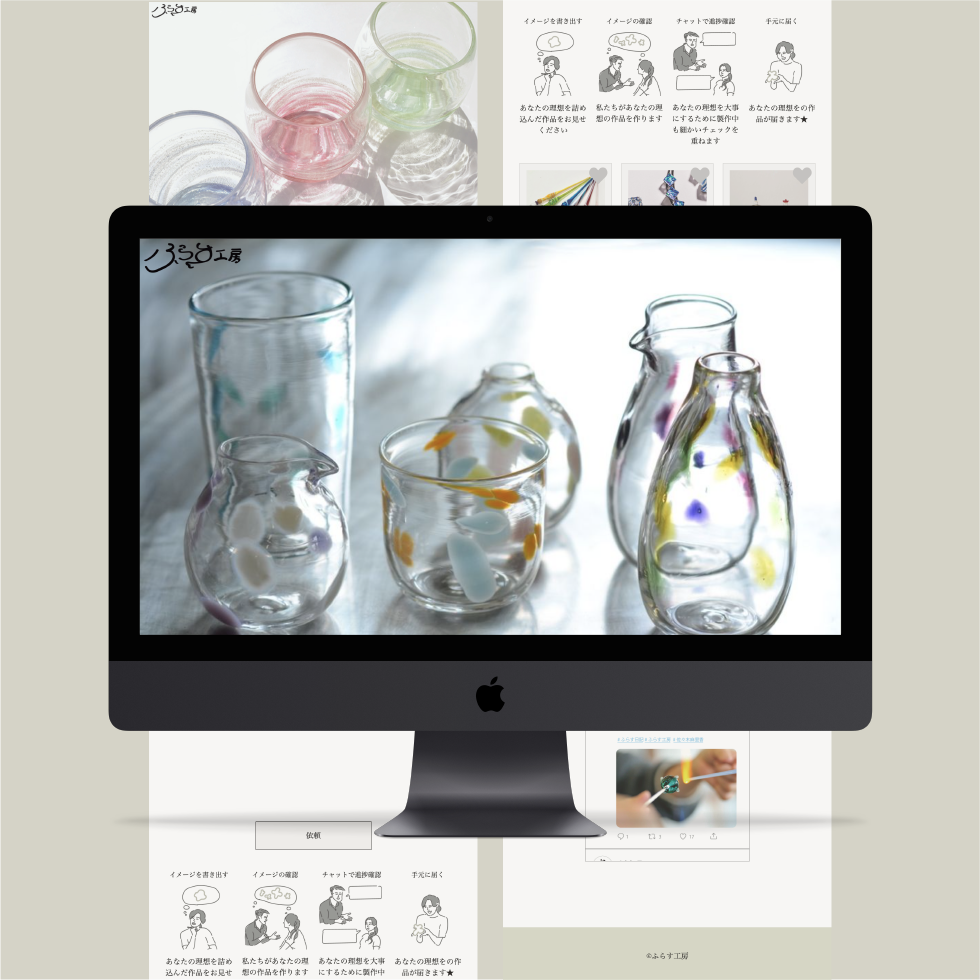 ふらす工房
イメージを書き出す
イメージの確認
チャットで進捗確認
手元に届く
あなたの理想を詰め
込んだ作品をお見せ
ください
私たちがあなたの理
想の作品を作ります
あなたの理想を大事
にするために製作中
も細かいチェックを
重ねます
あなたの理想をの作
品が届きます★
ふらす工房
依頼
イメージを書き出す
イメージの確認
チャットで進捗確認
手元に届く
あなたの理想を詰め
込んだ作品をお見せ
私たちがあなたの理
想の作品を作ります
あなたの理想を大事
にするために製作中
あなたの理想をの作
品が届きます★
©ふらす工房